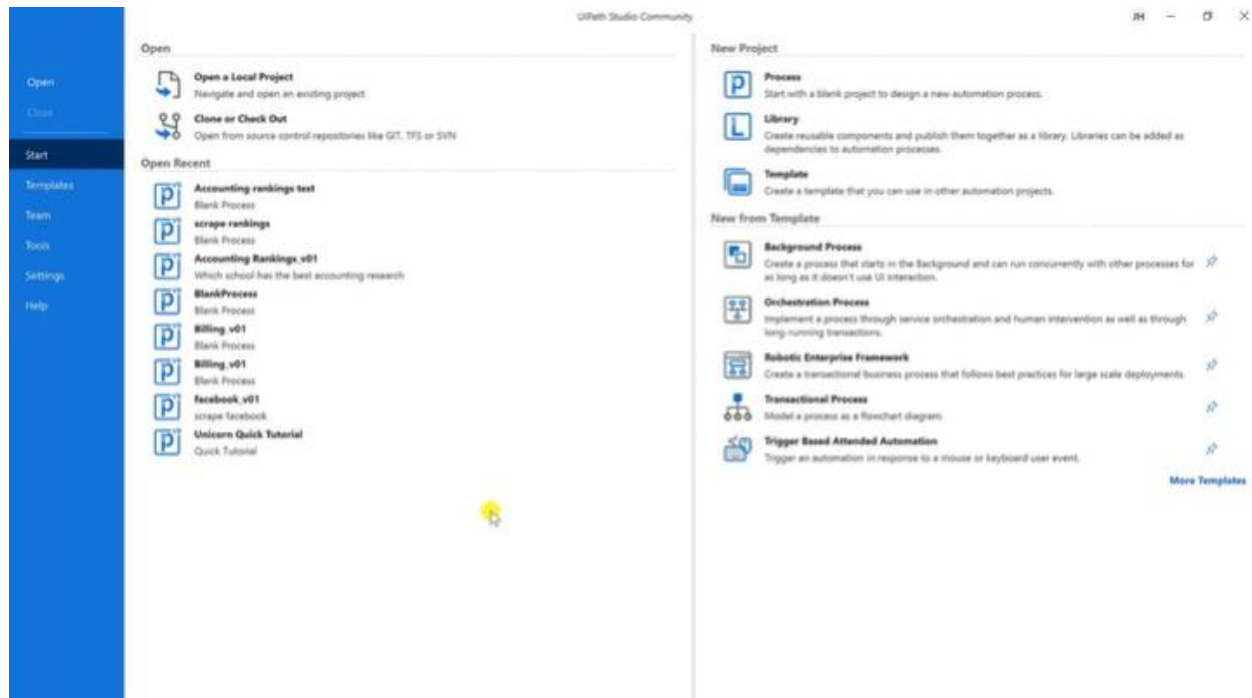 UiPath Studio Community
JH
Open
Close
Start
Templates
Team
Tools
Settings
Help
Open
Open a Local Project
Navigate and open an existing project
Clone or Check Out
Open from source control repositories like GIT, TFS or SVN
Open Recent
Accounting rankings test
Blank Process
scrape rankings
Blank Process
Accounting Rankings_v01
Which school has the best accounting research
BlankProcess
Blank Process
Billing_v01
Blank Process
Billing_v01
Blank Process
facebook_v01
scrape facebook
Unicorn Quick Tutorial
Quick Tutorial
New Project
Process
Start with a blank project to design a new automation process.
Library
Create reusable components and publish them together as a library. Libraries can be added as
dependencies to automation processes.
Template
Create a template that you can use in other automation projects.
New from Template
Background Process
Create a process that starts in the Background and can run concurrently with other processes for
as long as it doesn't use UI interaction.
Orchestration Process
Implement a process through service orchestration and human intervention as well as through
long running transactions.
Robotic Enterprise Framework
Create a transactional business process that follows best practices for large scale deployments.
Transactional Process
Model a process as a flowchart diagram.
Trigger Based Attended Automation
Trigger an automation in response to a mouse or keyboard user event.
More Templates